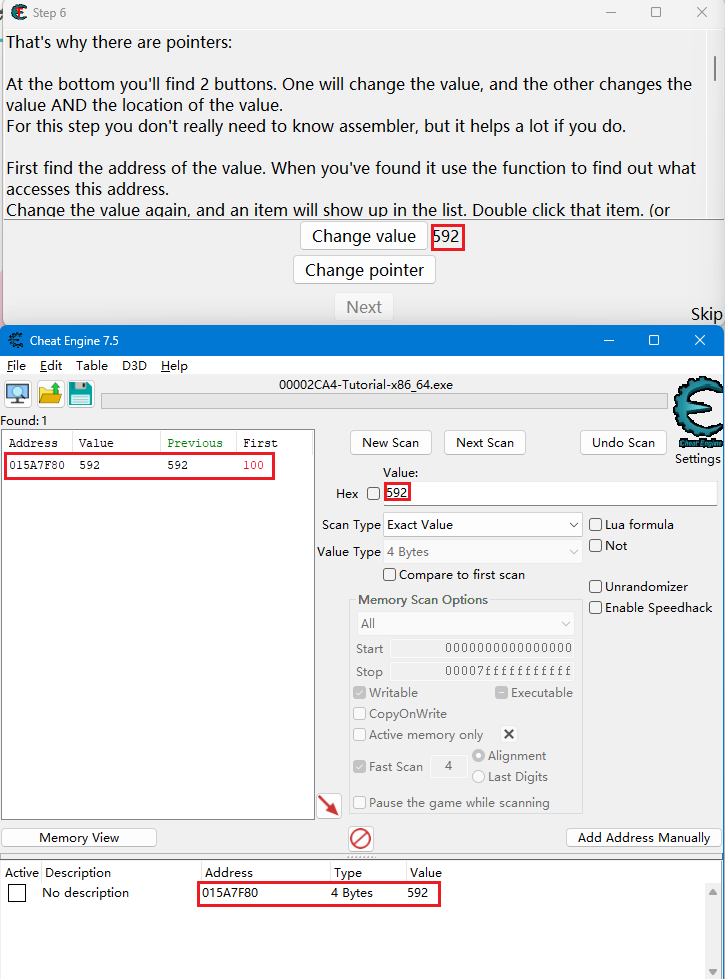 Step 6
That's why there are pointers:
At the bottom you'll find 2 buttons. One will change the value, and the other changes the
value AND the location of the value.
For this step you don't really need to know assembler, but it helps a lot if you do.
First find the address of the value. When you've found it use the function to find out what
accesses this address.
Change the value again, and an item will show up in the list. Double click that item. (or
Change value 592
Change pointer
Next
Skip
Cheat Engine 7.5
File Edit Table D3D Help
00002CA4-Tutorial-x86_64.exe
Found: 1
Address Value Previous First
015A7F80 592 592 100
New Scan Next Scan Undo Scan
Cheat Engine
Settings
Value:
Hex 592
Scan Type Exact Value
Lua formula
Value Type 4 Bytes
Not
Compare to first scan
Unrandomizer
Enable Speedhack
Memory Scan Options
All
Start 0000000000000000
Stop 00007fffffffffff
Writable Executable
CopyOnWrite
Active memory only
Fast Scan 4 Alignment
Last Digits
Pause the game while scanning
Memory View
Add Address Manually
Active Description Address Type Value
No description 015A7F80 4 Bytes 592